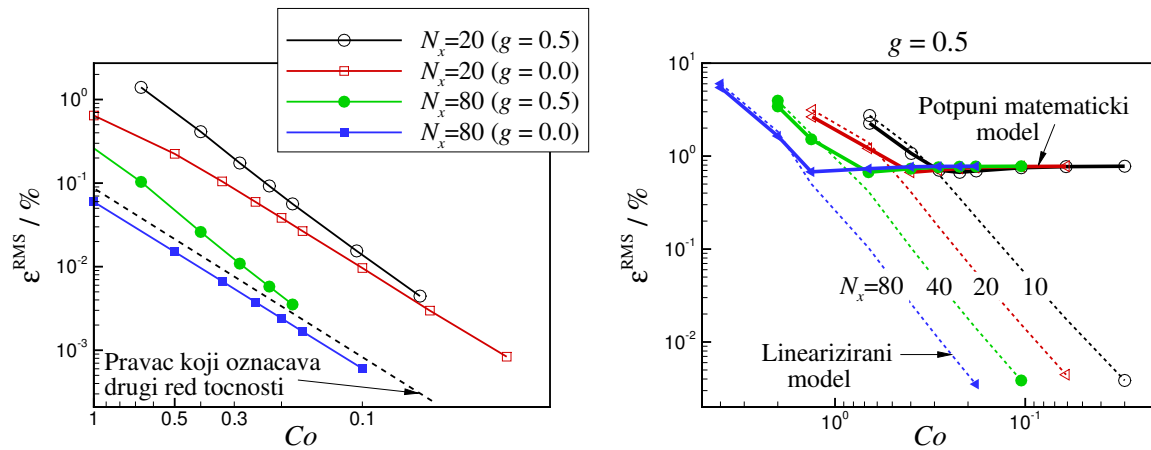 N_x=20 (g = 0.5)
N_x=20 (g = 0.0)
N_x=80 (g = 0.5)
N_x=80 (g = 0.0)
ε^RMS / %
10^0
10^-1
10^-2
10^-3
Pravac koji oznacava
drugi red tocnosti
1
0.5
0.3
0.1
Co
g = 0.5
ε^RMS / %
10^1
10^0
10^-1
10^-2
Potpuni matematicki
model
N_x=80
40
20
10
Linearizirani
model
10^0
10^-1
Co